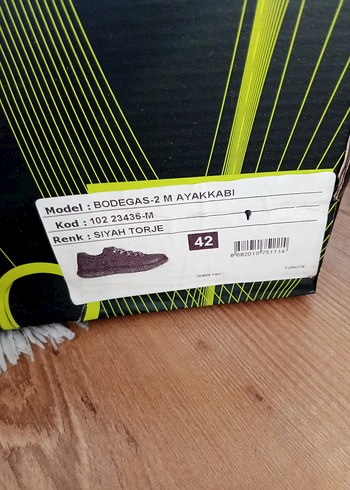 Model : BODEGAS-2 M AYAKKABI
Kod : 102 23435-M
Renk : SIYAH TORJE
42